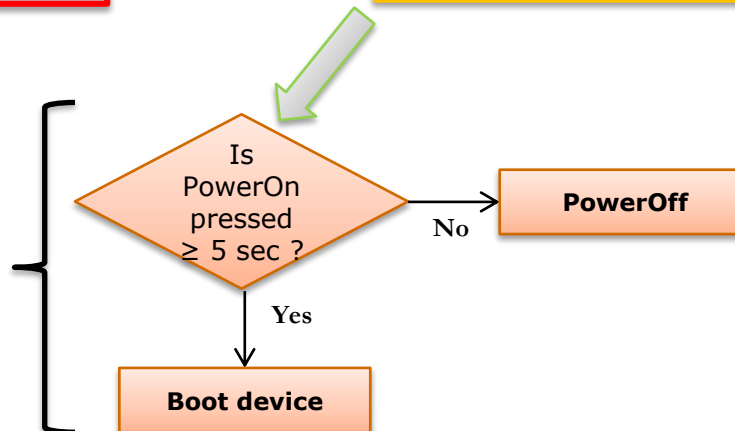 Is
PowerOn
pressed
≥ 5 sec ?
No
PowerOff
Yes
Boot device